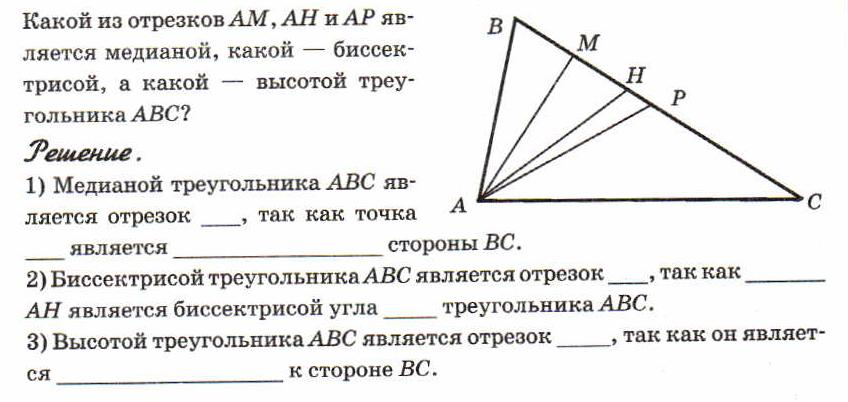 Какой из отрезков AM, AH и AP яв-
ляется медианой, какой — биссек-
трисой, а какой — высотой треу-
гольника ABC?
Решение.
1) Медианой треугольника ABC яв-
ляется отрезок ___, так как точка
___ является _________________ стороны BC.
2) Биссектрисой треугольника ABC является отрезок ___, так как ______
AH является биссектрисой угла ____ треугольника ABC.
3) Высотой треугольника ABC является отрезок ____, так как он являет-
ся __________________ к стороне BC.
B
M
H
P
A
C